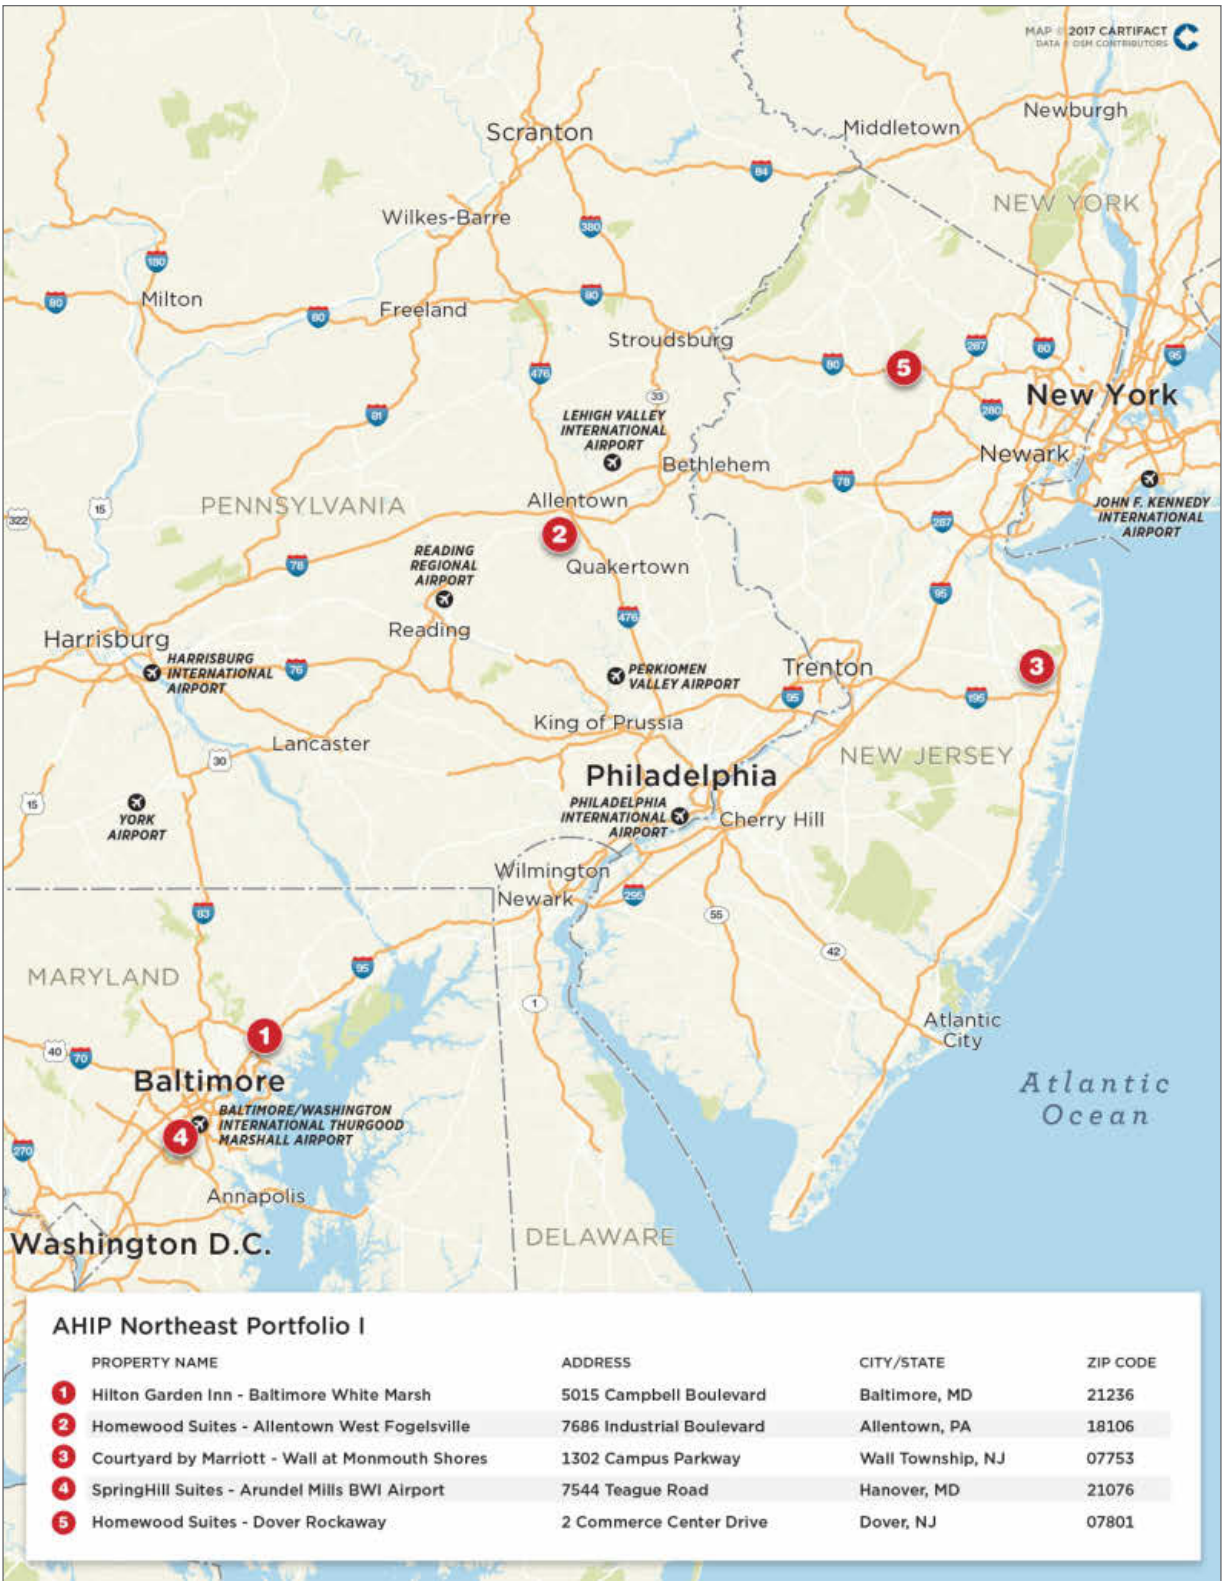 MAP © 2017 CARTIFACT
DATA © OSM CONTRIBUTORS
Newburgh
Middletown
Scranton
84
NEW YORK
Wilkes-Barre
380
180
80
Milton
80
80
Freeland
Stroudsburg
287
80
95
80
5
476
New York
33
280
81
LEHIGH VALLEY
INTERNATIONAL
AIRPORT
Newark
Bethlehem
78
JOHN F. KENNEDY
INTERNATIONAL
AIRPORT
PENNSYLVANIA
15
322
Allentown
287
2
READING
REGIONAL
AIRPORT
78
Quakertown
95
476
Reading
Harrisburg
HARRISBURG
INTERNATIONAL
AIRPORT
76
PERKIOMEN
VALLEY AIRPORT
Trenton
3
95
195
King of Prussia
Lancaster
30
NEW JERSEY
Philadelphia
15
YORK
AIRPORT
PHILADELPHIA
INTERNATIONAL
AIRPORT
Cherry Hill
Wilmington
Newark
295
83
55
42
95
MARYLAND
1
1
Atlantic
City
40
70
Baltimore
Atlantic
Ocean
BALTIMORE/WASHINGTON
INTERNATIONAL THURGOOD
MARSHALL AIRPORT
4
270
Annapolis
Washington D.C.
DELAWARE
AHIP Northeast Portfolio I
PROPERTY NAME ADDRESS CITY/STATE ZIP CODE
1 Hilton Garden Inn - Baltimore White Marsh 5015 Campbell Boulevard Baltimore, MD 21236
2 Homewood Suites - Allentown West Fogelsville 7686 Industrial Boulevard Allentown, PA 18106
3 Courtyard by Marriott - Wall at Monmouth Shores 1302 Campus Parkway Wall Township, NJ 07753
4 SpringHill Suites - Arundel Mills BWI Airport 7544 Teague Road Hanover, MD 21076
5 Homewood Suites - Dover Rockaway 2 Commerce Center Drive Dover, NJ 07801